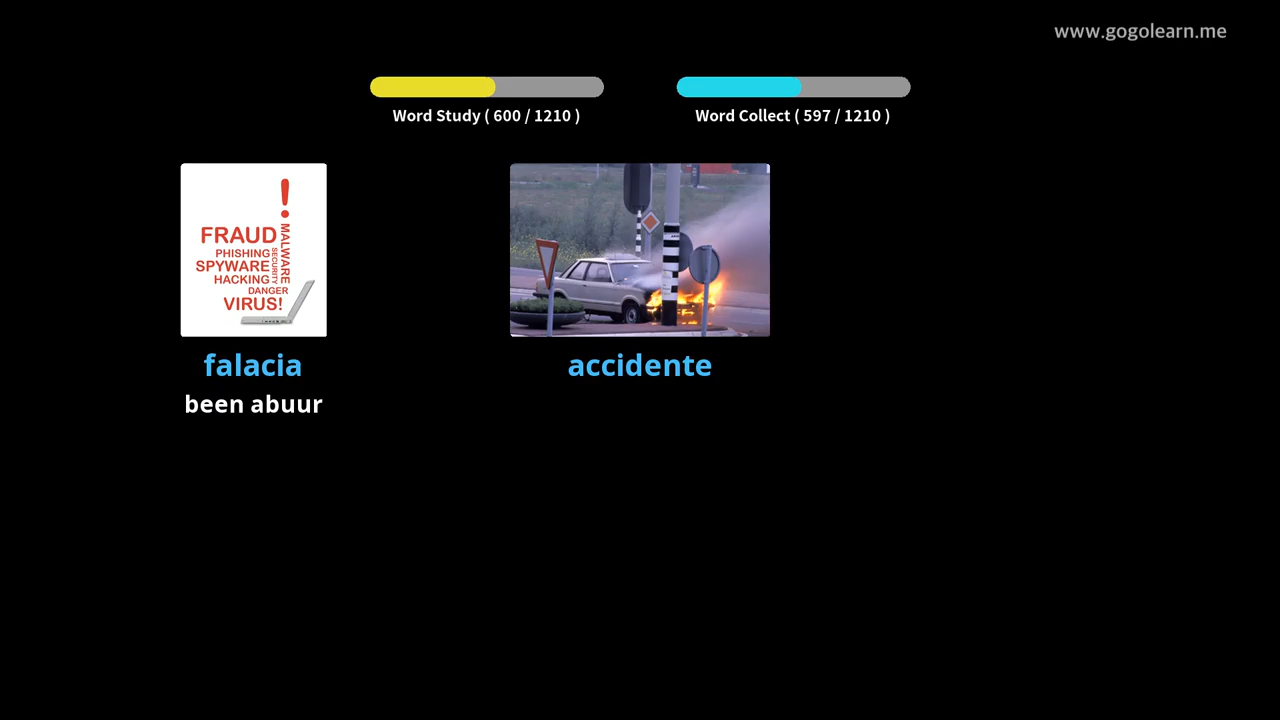 www.gogolearn.me
Word Study ( 600 / 1210 )
Word Collect ( 597 / 1210 )
!
FRAUD
MALWARE
PHISHING
SECURITY
SPYWARE
HACKING
DANGER
VIRUS!
falacia
accidente
been abuur